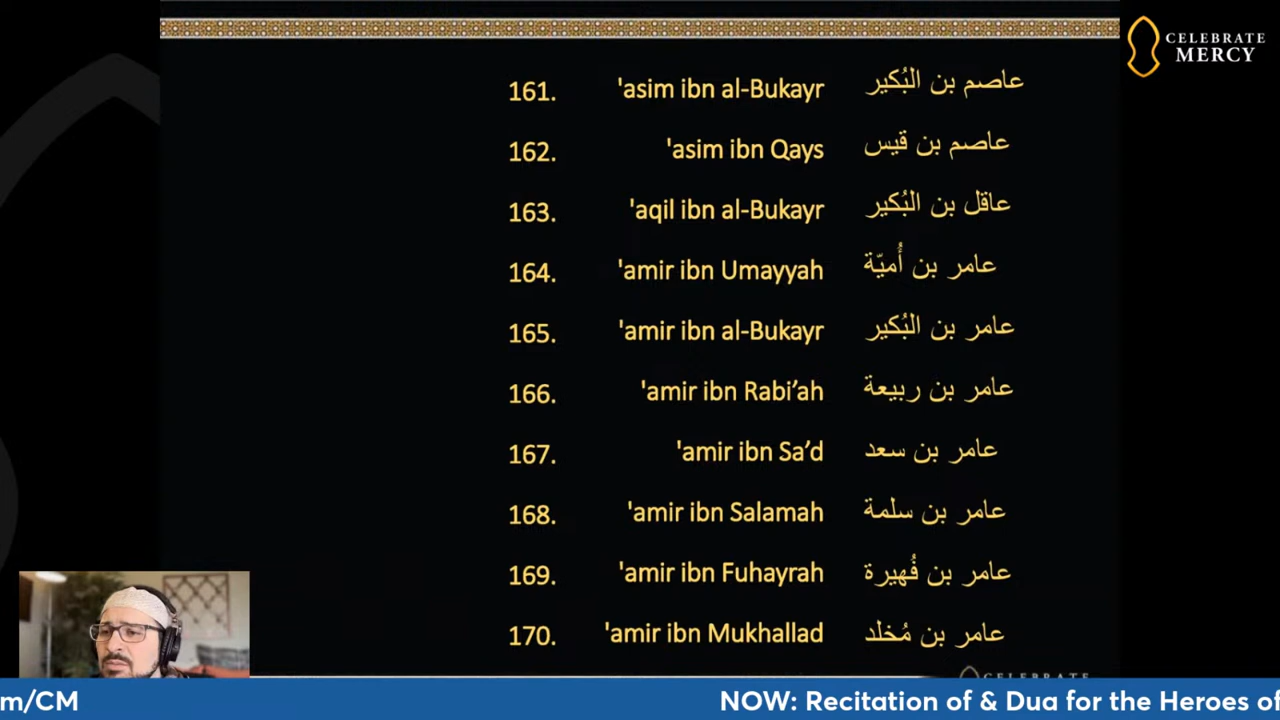 CELEBRATE
MERCY
161. 'asim ibn al-Bukayr عاصم بن البُكير
162. 'asim ibn Qays عاصم بن قيس
163. 'aqil ibn al-Bukayr عاقل بن البُكير
164. 'amir ibn Umayyah عامر بن أُميّة
165. 'amir ibn al-Bukayr عامر بن البُكير
166. 'amir ibn Rabi’ah عامر بن ربيعة
167. 'amir ibn Sa’d عامر بن سعد
168. 'amir ibn Salamah عامر بن سلمة
169. 'amir ibn Fuhayrah عامر بن فُهيرة
170. 'amir ibn Mukhallad عامر بن مُخلد
CELEBRATE
m/CM NOW: Recitation of & Dua for the Heroes of